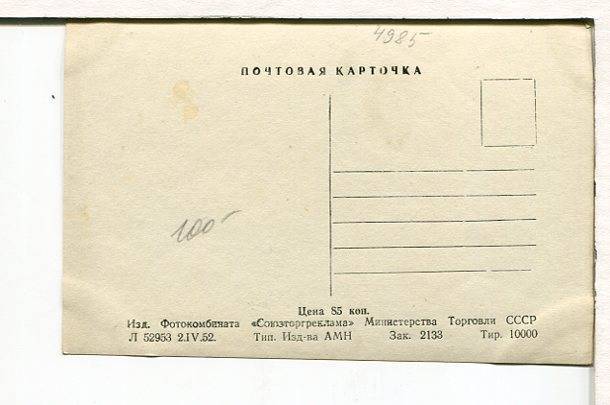 4985
ПОЧТОВАЯ КАРТОЧКА
100-
Цена 85 коп.
Изд. Фотокомбината «Союзторгреклама» Министерства Торговли СССР
Л 52953 2.IV.52. Тип. Изд-ва АМН Зак. 2133 Тир. 10000